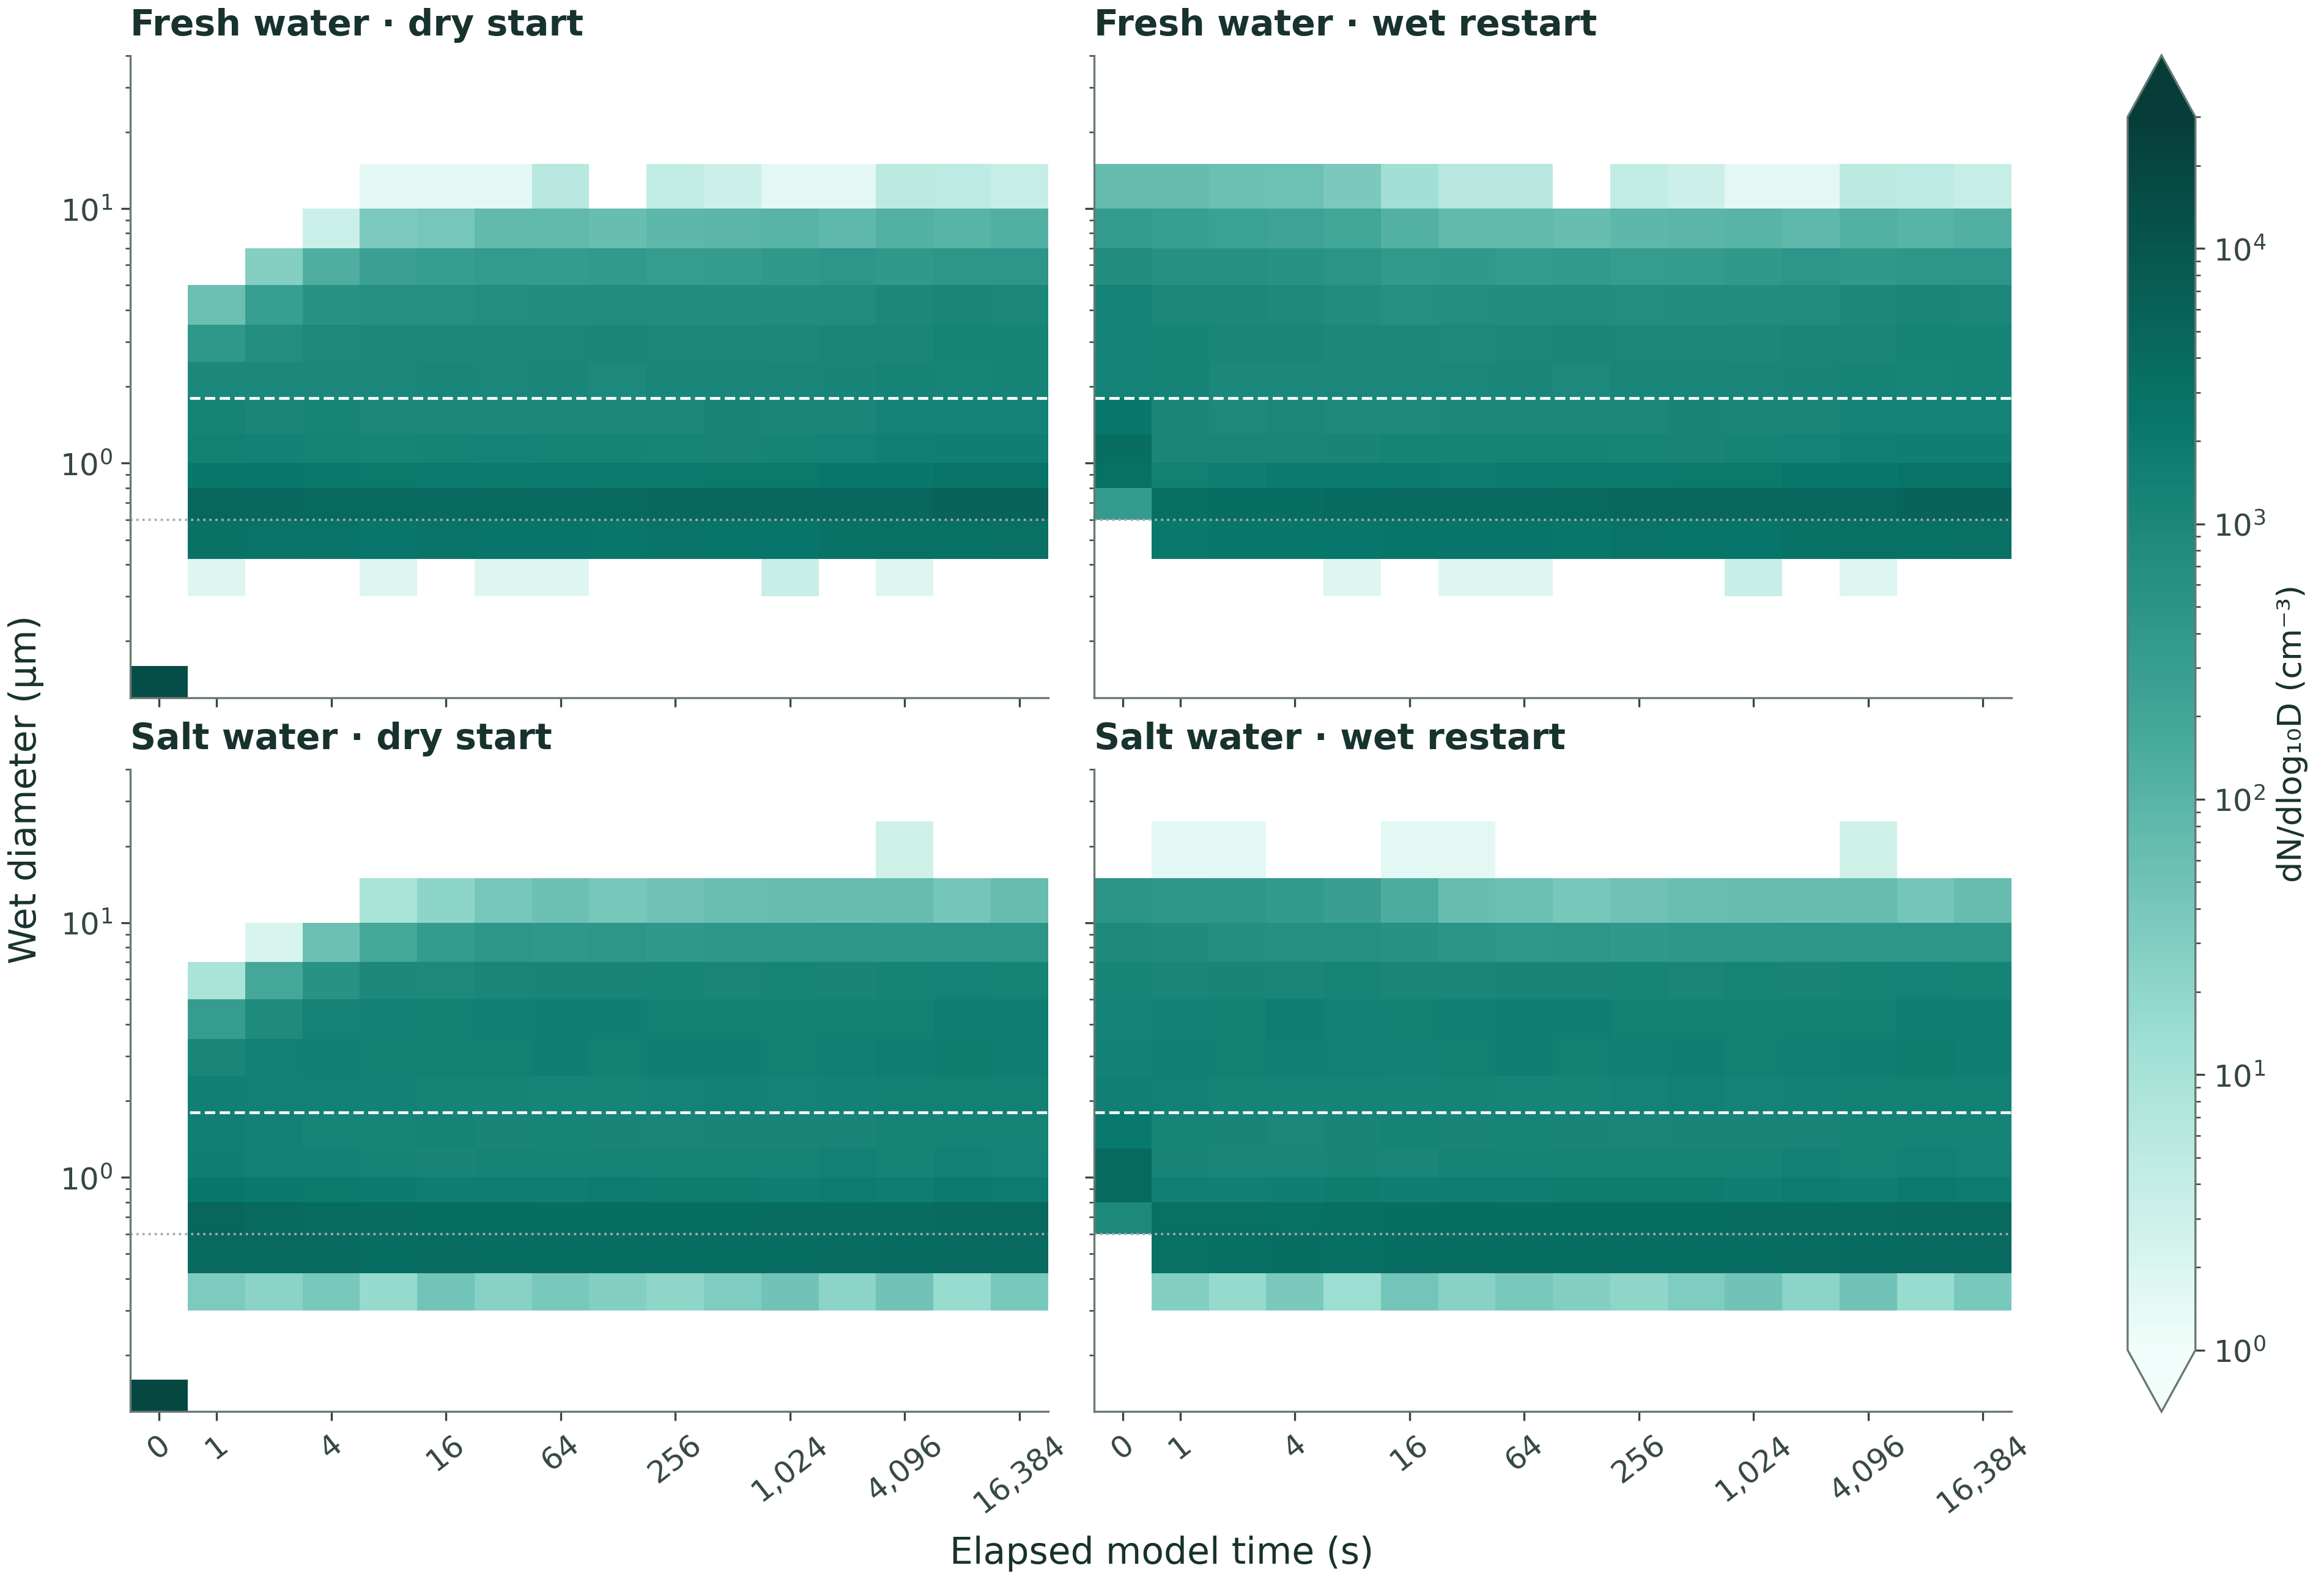 Fresh water · dry start
Fresh water · wet restart
10¹
10⁰
Salt water · dry start
Salt water · wet restart
10¹
10⁰
Wet diameter (µm)
0 1 4 16 64 256 1,024 4,096 16,384
0 1 4 16 64 256 1,024 4,096 16,384
Elapsed model time (s)
10⁴
10³
10²
10¹
10⁰
dN/dlog₁₀D (cm⁻³)